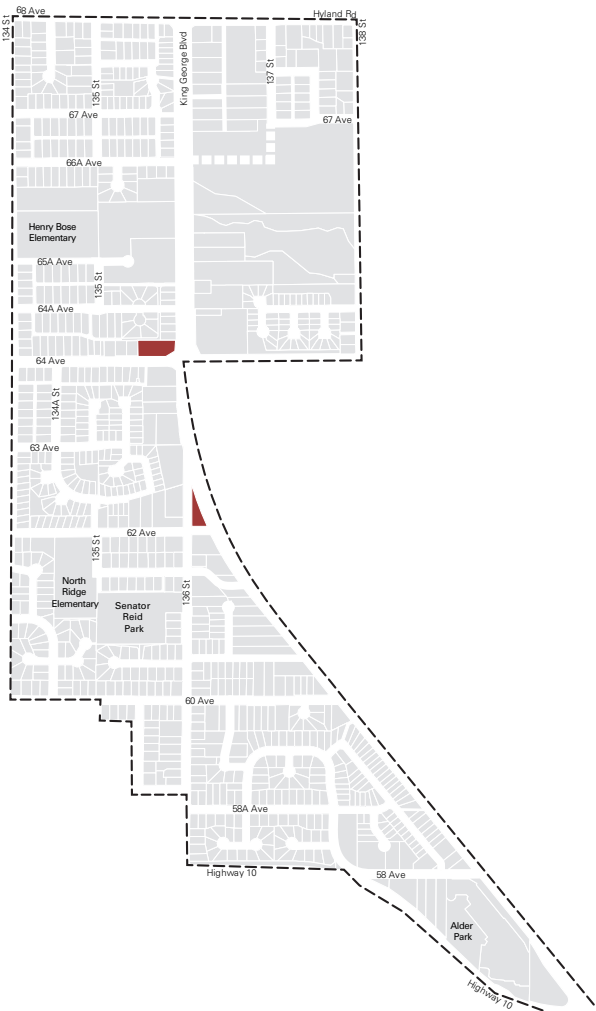 68 Ave
Hyland Rd
134 St
138 St
King George Blvd
137 St
135 St
67 Ave
67 Ave
66A Ave
Henry Bose
Elementary
65A Ave
135 St
64A Ave
64 Ave
134A St
63 Ave
62 Ave
135 St
136 St
North
Ridge
Elementary
Senator
Reid
Park
60 Ave
58A Ave
Highway 10
58 Ave
Alder
Park
Highway 10